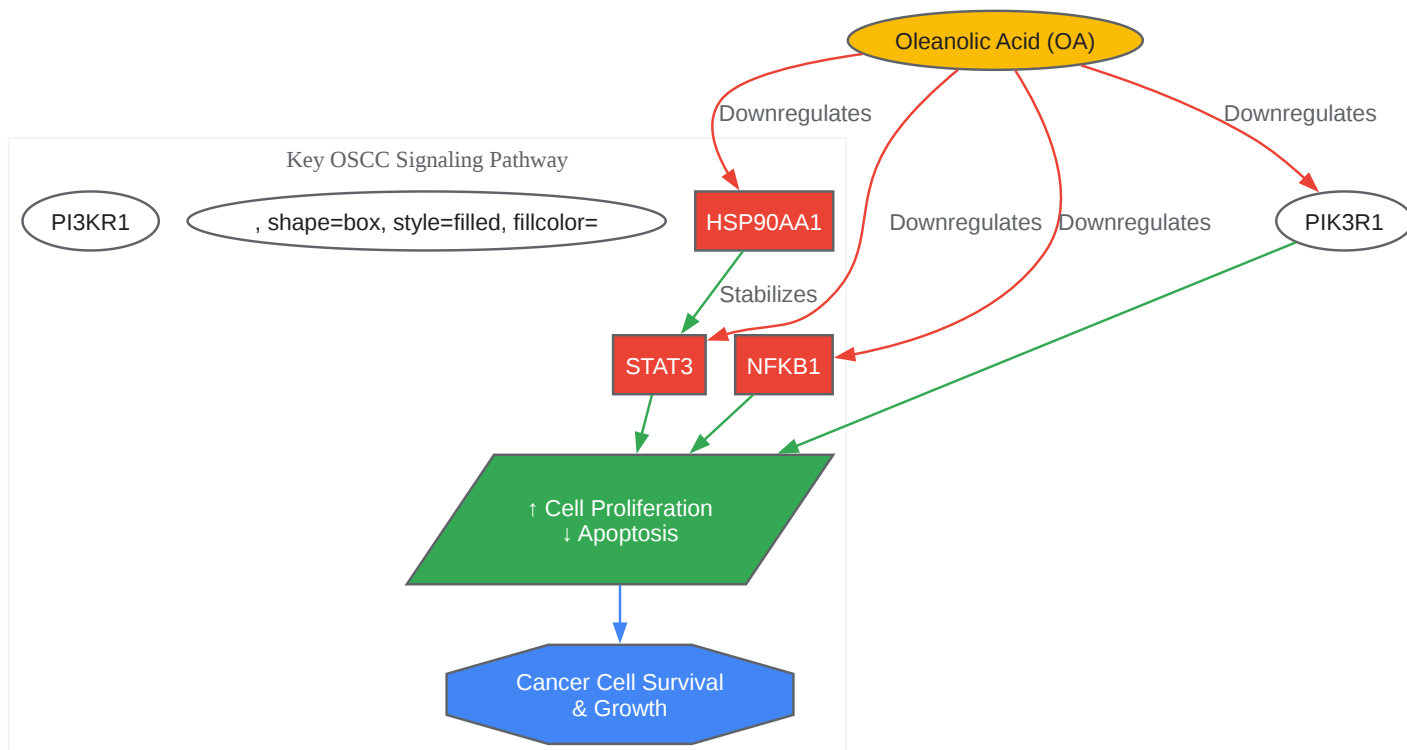 Oleanolic Acid (OA)
Downregulates
Downregulates
Key OSCC Signaling Pathway
PI3KR1
, shape=box, style=filled, fillcolor=
HSP90AA1
Downregulates
Downregulates
PIK3R1
Stabilizes
STAT3
NFKB1
↑ Cell Proliferation
↓ Apoptosis
Cancer Cell Survival
& Growth